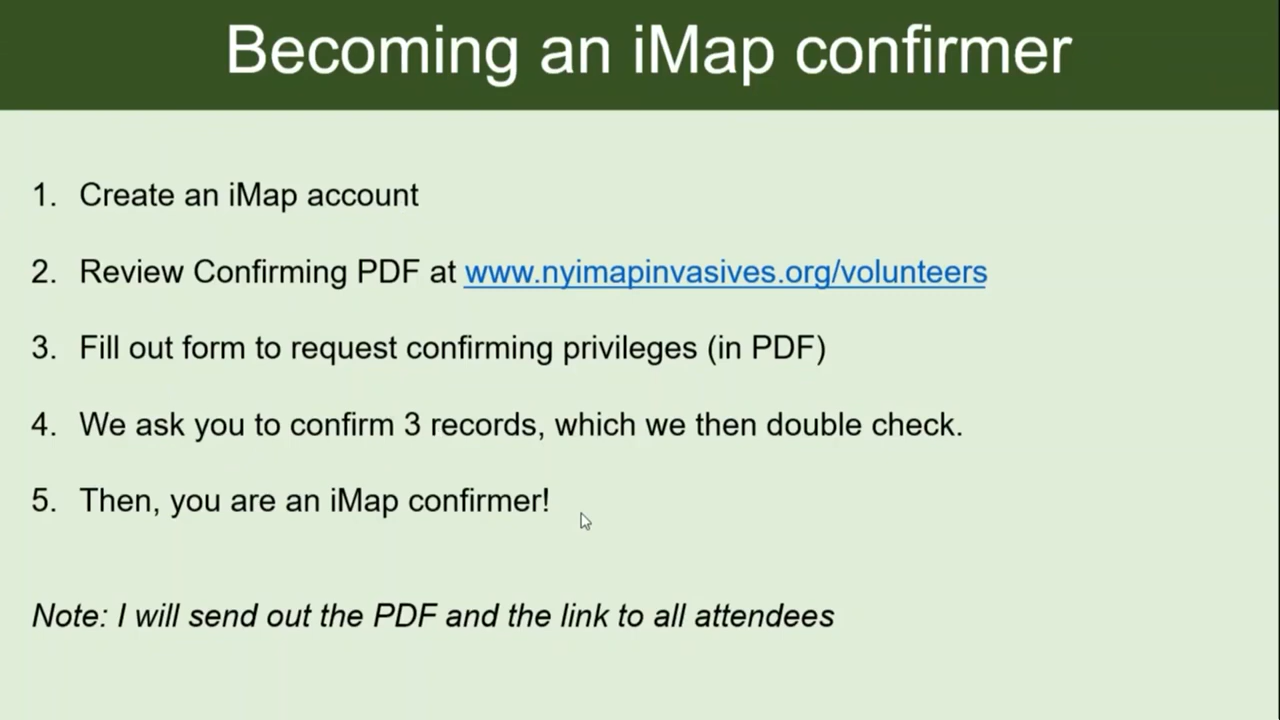 Becoming an iMap confirmer
1. Create an iMap account
2. Review Confirming PDF at www.nyimapinvasives.org/volunteers
3. Fill out form to request confirming privileges (in PDF)
4. We ask you to confirm 3 records, which we then double check.
5. Then, you are an iMap confirmer!
Note: I will send out the PDF and the link to all attendees